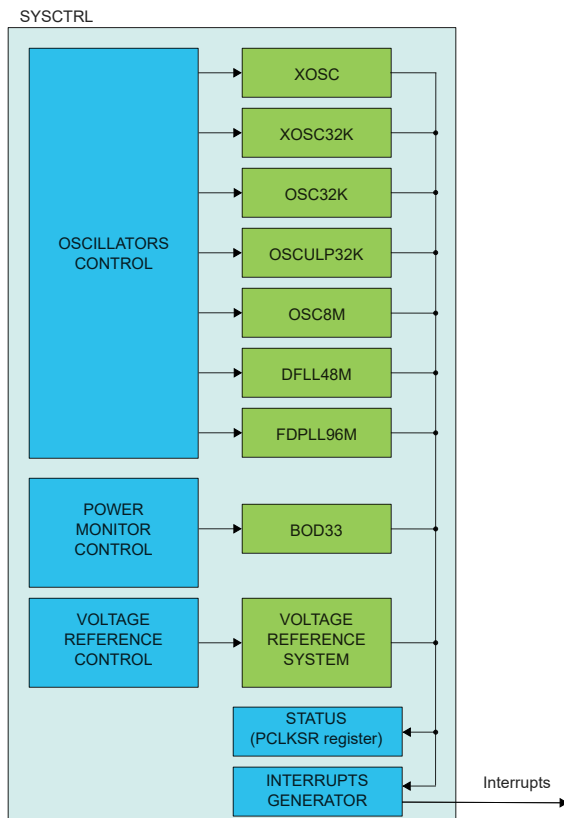 SYSCTRL
XOSC
XOSC32K
OSC32K
OSCILLATORS
CONTROL
OSCULP32K
OSC8M
DFLL48M
FDPLL96M
POWER
MONITOR
CONTROL
BOD33
VOLTAGE
REFERENCE
CONTROL
VOLTAGE
REFERENCE
SYSTEM
STATUS
(PCLKSR register)
INTERRUPTS
GENERATOR
Interrupts